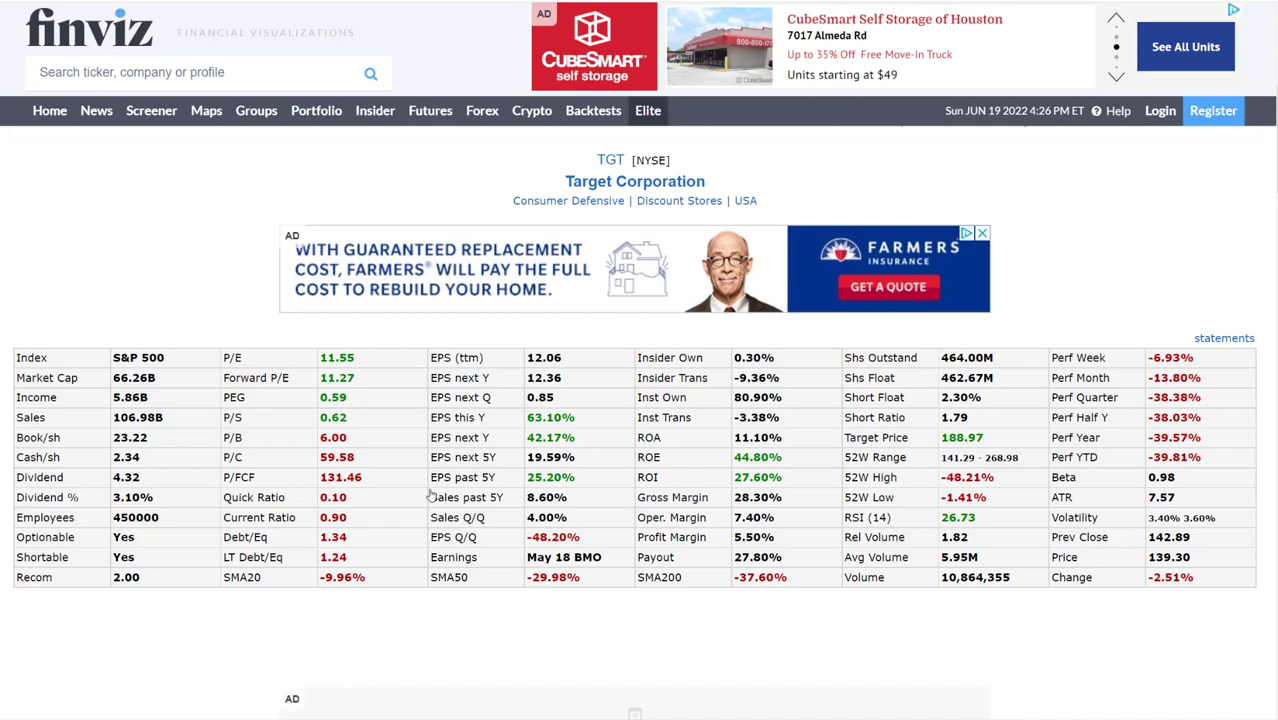 finviz FINANCIAL VISUALIZATIONS
Search ticker, company or profile
AD
CUBESMART
self storage
CubeSmart Self Storage of Houston
7017 Almeda Rd
Up to 35% Off Free Move-In Truck
Units starting at $49
See All Units
Home News Screener Maps Groups Portfolio Insider Futures Forex Crypto Backtests Elite Sun JUN 19 2022 4:26 PM ET Help Login Register
TGT [NYSE]
Target Corporation
Consumer Defensive | Discount Stores | USA
AD
WITH GUARANTEED REPLACEMENT
COST, FARMERS® WILL PAY THE FULL
COST TO REBUILD YOUR HOME.
FARMERS
INSURANCE
GET A QUOTE
statements
Index S&P 500 P/E 11.55 EPS (ttm) 12.06 Insider Own 0.30% Shs Outstand 464.00M Perf Week -6.93%
Market Cap 66.26B Forward P/E 11.27 EPS next Y 12.36 Insider Trans -9.36% Shs Float 462.67M Perf Month -13.80%
Income 5.86B PEG 0.59 EPS next Q 0.85 Inst Own 80.90% Short Float 2.30% Perf Quarter -38.38%
Sales 106.98B P/S 0.62 EPS this Y 63.10% Inst Trans -3.38% Short Ratio 1.79 Perf Half Y -38.03%
Book/sh 23.22 P/B 6.00 EPS next Y 42.17% ROA 11.10% Target Price 188.97 Perf Year -39.57%
Cash/sh 2.34 P/C 59.58 EPS next 5Y 19.59% ROE 44.80% 52W Range 141.29 - 268.98 Perf YTD -39.81%
Dividend 4.32 P/FCF 131.46 EPS past 5Y 25.20% ROI 27.60% 52W High -48.21% Beta 0.98
Dividend % 3.10% Quick Ratio 0.10 Sales past 5Y 8.60% Gross Margin 28.30% 52W Low -1.41% ATR 7.57
Employees 450000 Current Ratio 0.90 Sales Q/Q 4.00% Oper. Margin 7.40% RSI (14) 26.73 Volatility 3.40% 3.60%
Optionable Yes Debt/Eq 1.34 EPS Q/Q -48.20% Profit Margin 5.50% Rel Volume 1.82 Prev Close 142.89
Shortable Yes LT Debt/Eq 1.24 Earnings May 18 BMO Payout 27.80% Avg Volume 5.95M Price 139.30
Recom 2.00 SMA20 -9.96% SMA50 -29.98% SMA200 -37.60% Volume 10,864,355 Change -2.51%
AD